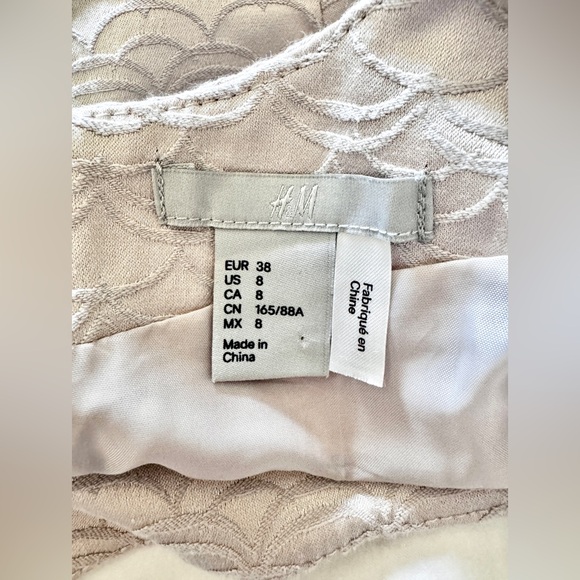 H&M
EUR 38
US 8
CA 8
CN 165/88A
MX 8
Made in
China
Fabriqué en
Chine